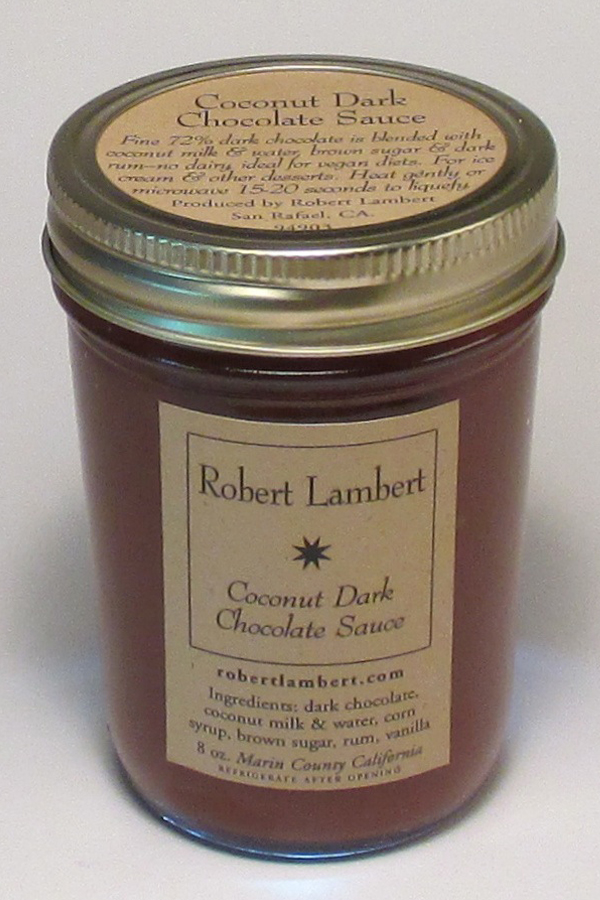 Coconut Dark
Chocolate Sauce
Fine 72% dark chocolate is blended with
coconut milk & water, brown sugar & dark
rum–no dairy, ideal for vegan diets. For ice
cream & other desserts. Heat gently or
microwave 15-20 seconds to liquefy.
Produced by Robert Lambert
San Rafael, CA.
94903
Robert Lambert
Coconut Dark
Chocolate Sauce
robertlambert.com
Ingredients: dark chocolate,
coconut milk & water, corn
syrup, brown sugar, rum, vanilla
8 oz. Marin County California
REFRIGERATE AFTER OPENING